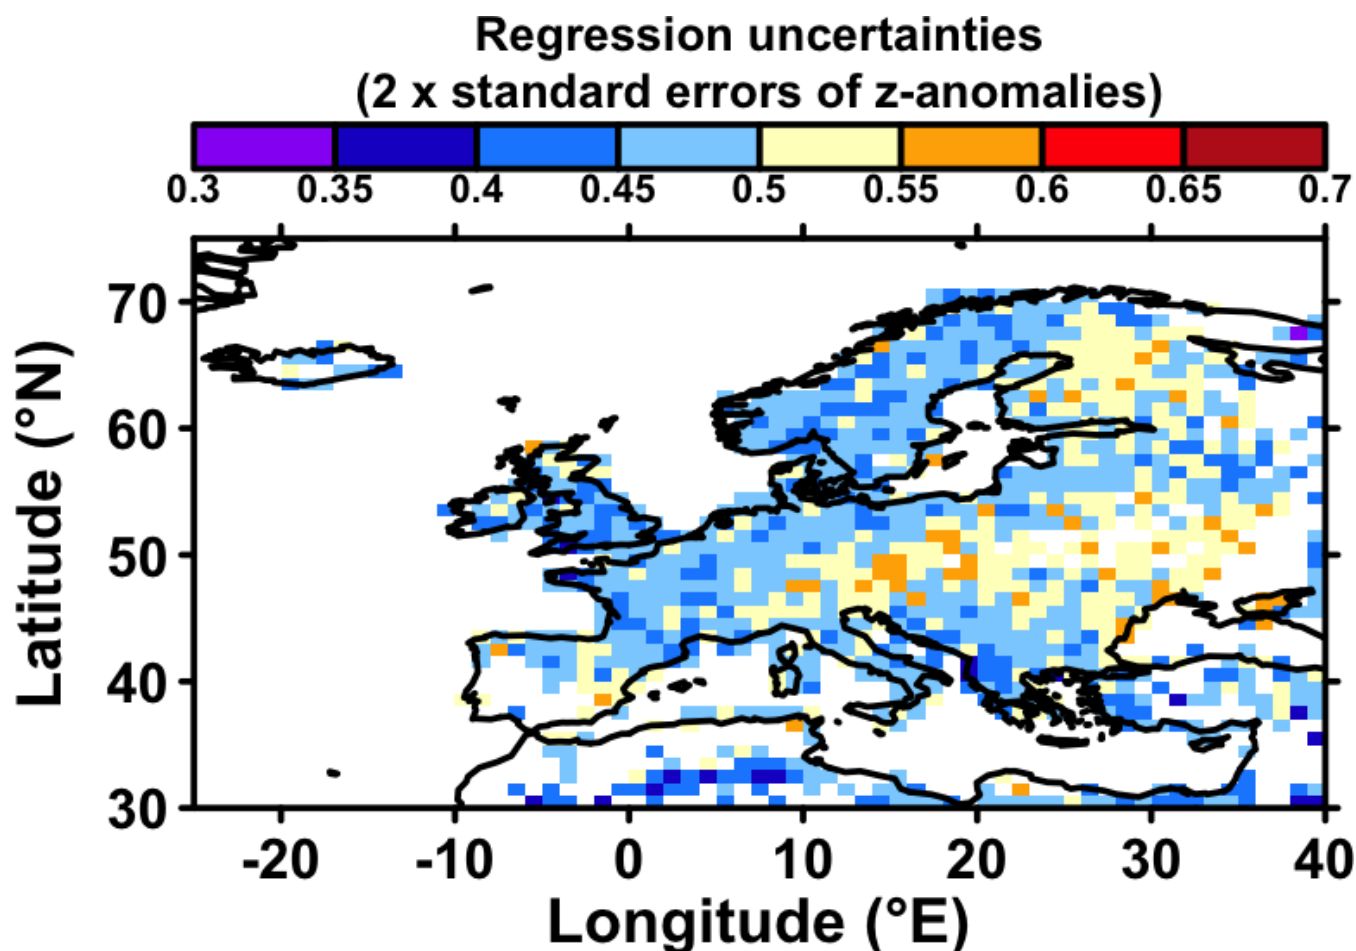 Regression uncertainties
(2 x standard errors of z-anomalies)
0.3 0.35 0.4 0.45 0.5 0.55 0.6 0.65 0.7
70
60
50
40
30
Latitude (°N)
-20 -10 0 10 20 30 40
Longitude (°E)